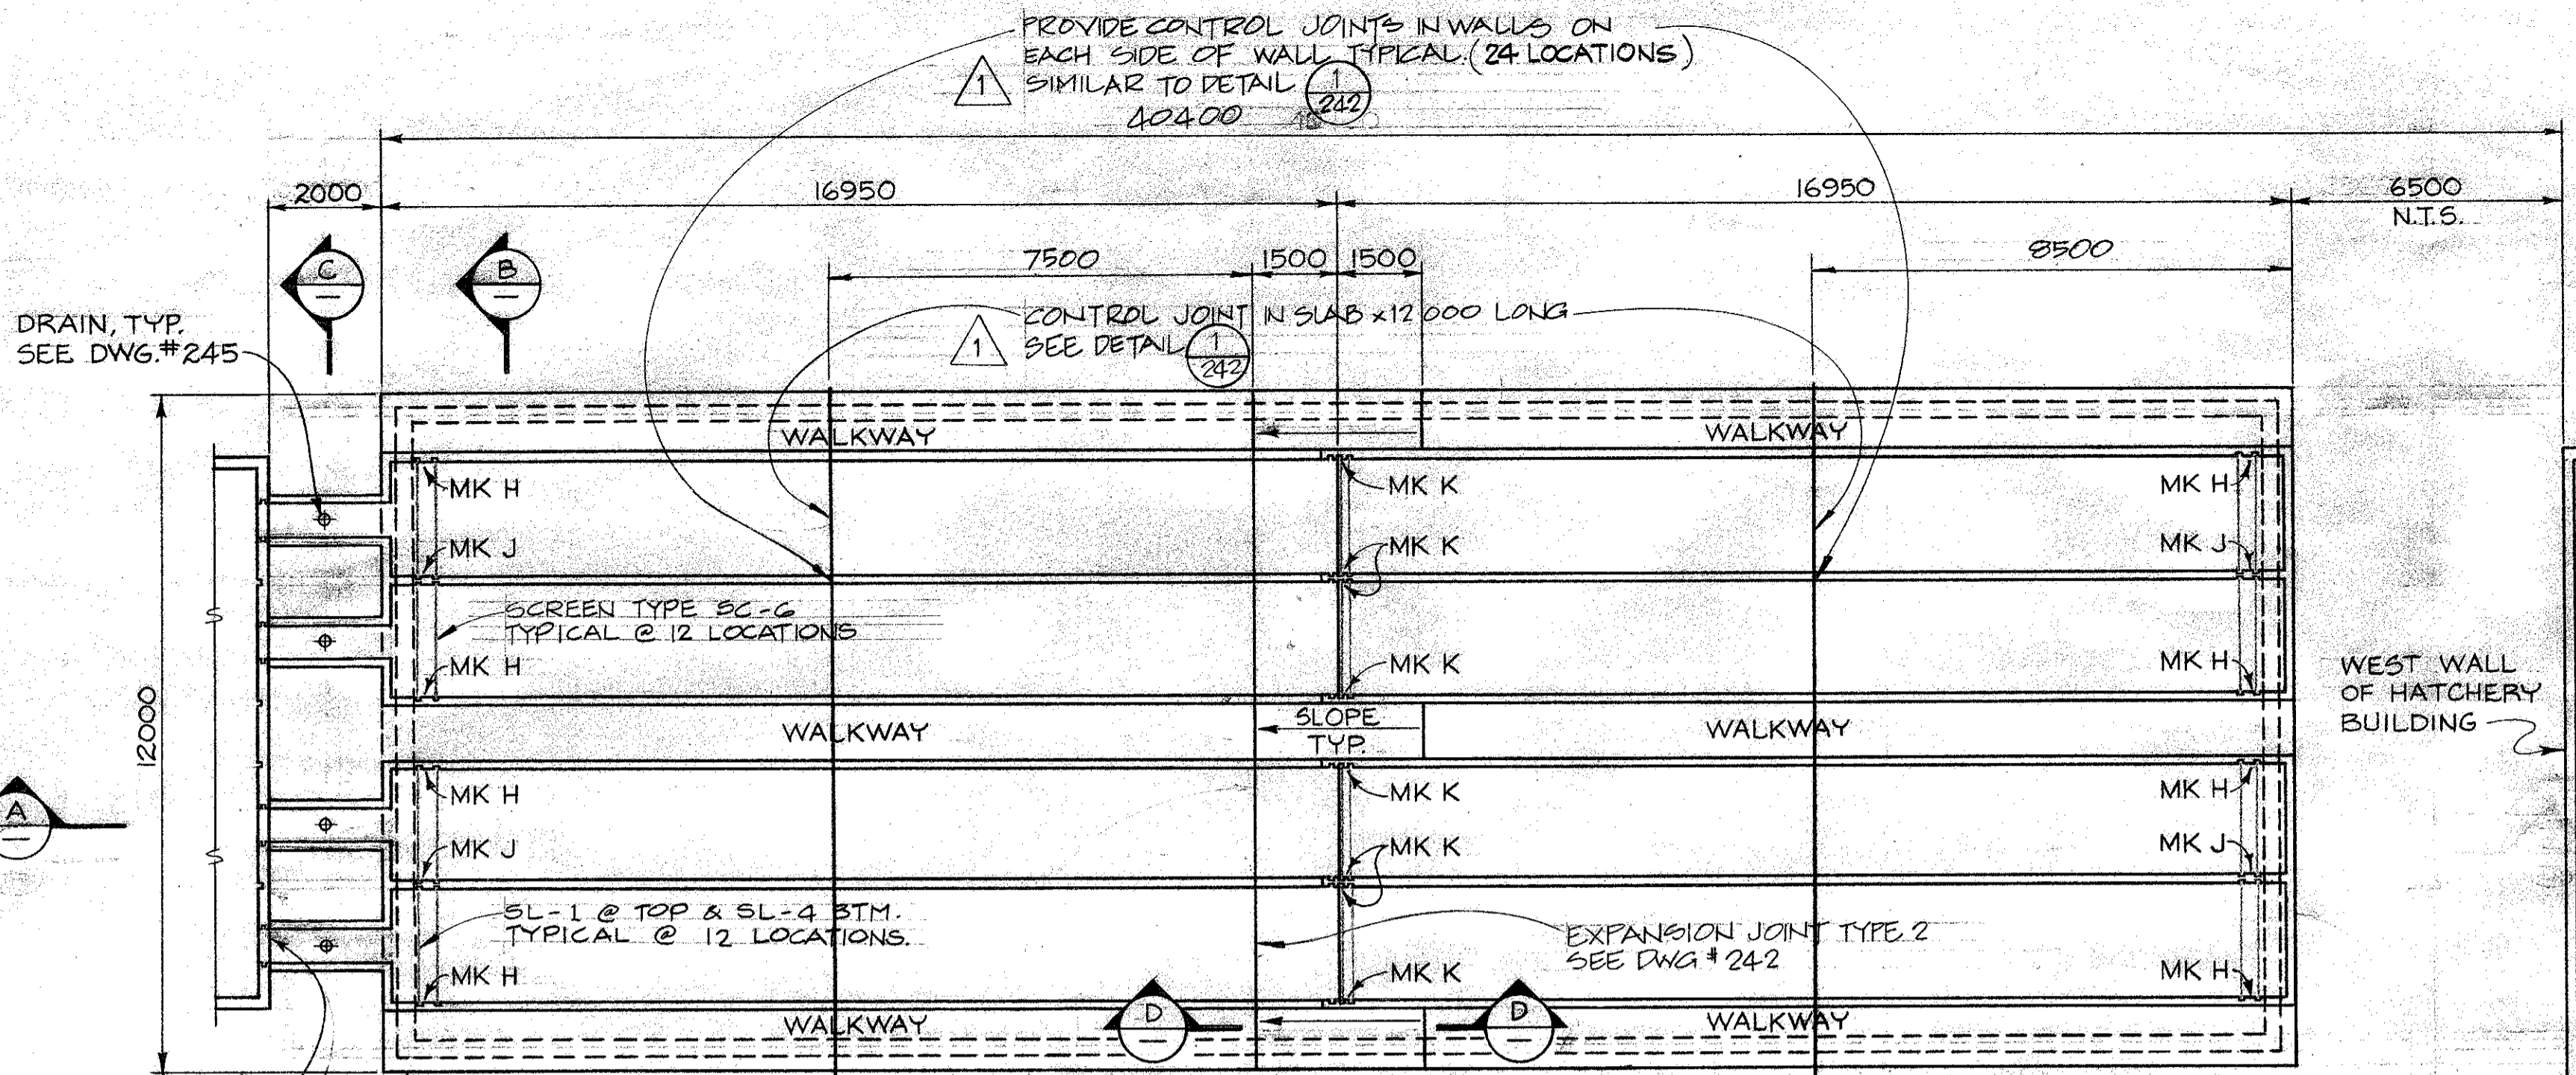 PROVIDE CONTROL JOINTS IN WALLS ON
EACH SIDE OF WALL TYPICAL. (24 LOCATIONS)
1 SIMILAR TO DETAIL 1
242
40400
2000
16950
16950
6500
N.T.S.
7500
1500
1500
8500
C
B
DRAIN, TYP.
SEE DWG.#245
CONTROL JOINT IN SLAB x12000 LONG
1 SEE DETAIL 1
242
WALKWAY
WALKWAY
MK H
MK K
MK H
MK J
MK K
MK J
SCREEN TYPE SC-6
TYPICAL @ 12 LOCATIONS
MK H
MK K
MK H
WEST WALL
OF HATCHERY
BUILDING
12000
WALKWAY
SLOPE
TYP.
WALKWAY
A
MK H
MK K
MK H
MK J
MK K
MK J
SL-1 @ TOP & SL-4 BTM.
TYPICAL @ 12 LOCATIONS.
EXPANSION JOINT TYPE 2
SEE DWG #242
MK H
MK K
MK H
WALKWAY
D
D
WALKWAY